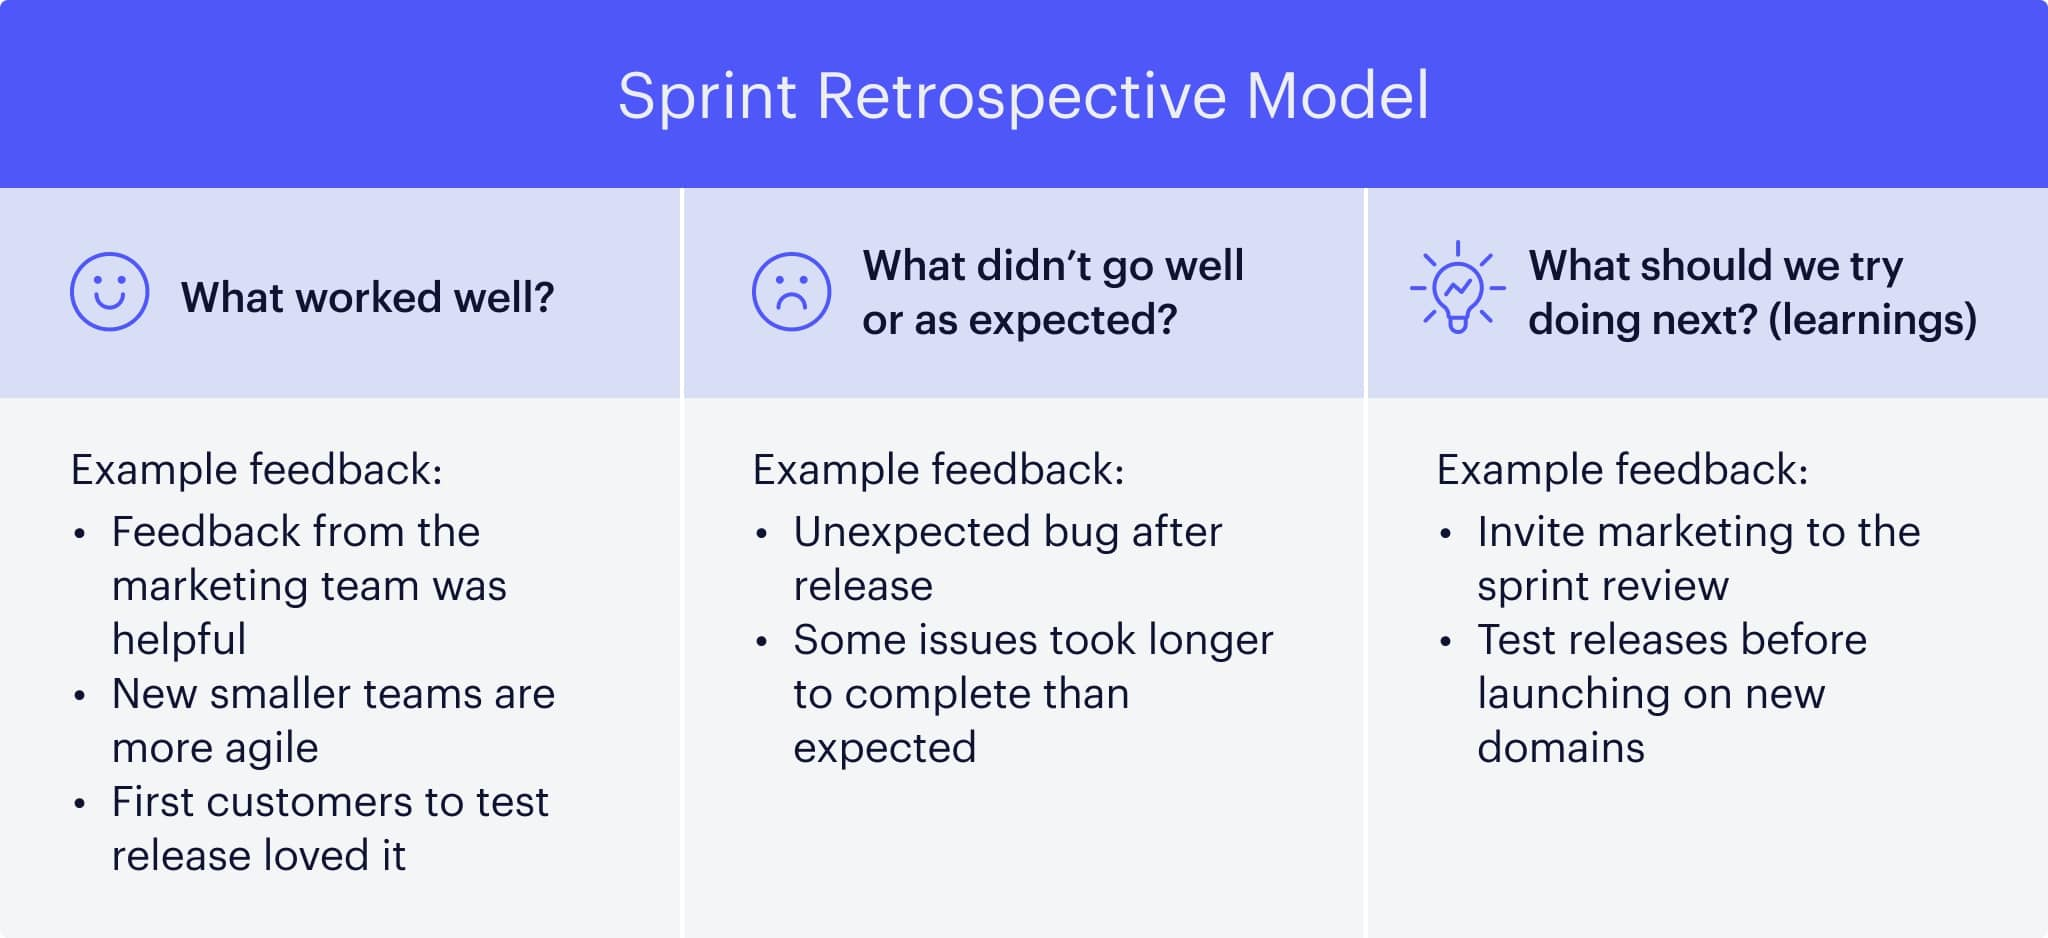 Sprint Retrospective Model
What worked well?
What didn’t go well
or as expected?
What should we try
doing next? (learnings)
Example feedback:
• Feedback from the
marketing team was
helpful
• New smaller teams are
more agile
• First customers to test
release loved it
Example feedback:
• Unexpected bug after
release
• Some issues took longer
to complete than
expected
Example feedback:
• Invite marketing to the
sprint review
• Test releases before
launching on new
domains